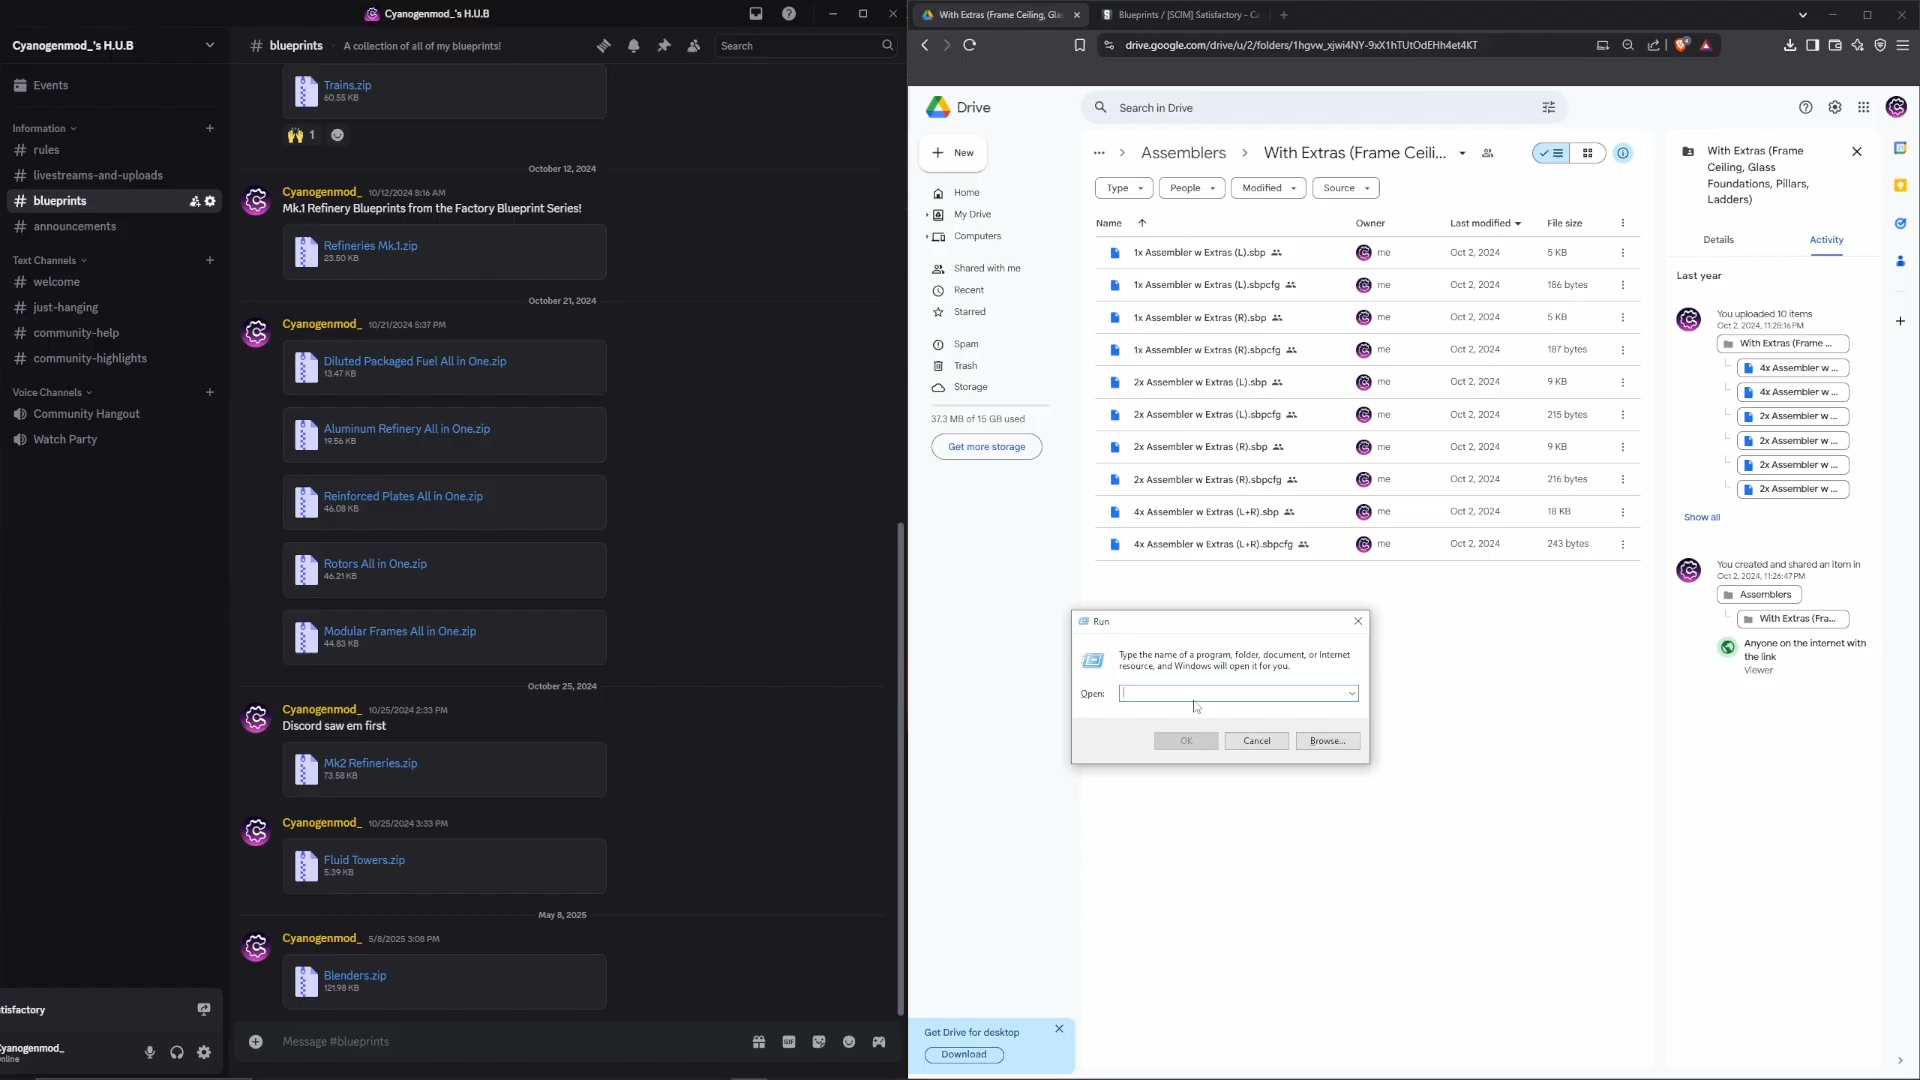 Cyanogenmod_'s H.U.B
Cyanogenmod_'s H.U.B
# blueprints
A collection of all of my blueprints!
Search
Events
Information
rules
livestreams-and-uploads
blueprints
announcements
Text Channels
welcome
just-hanging
community-help
community-highlights
Voice Channels
Community Hangout
Watch Party
tisfactory
yanogenmod_
nline
Trains.zip
60.55 KB
1
October 12, 2024
Cyanogenmod_ 10/12/2024 8:16 AM
Mk.1 Refinery Blueprints from the Factory Blueprint Series!
Refineries Mk.1.zip
23.50 KB
October 21, 2024
Cyanogenmod_ 10/21/2024 5:37 PM
Diluted Packaged Fuel All in One.zip
13.47 KB
Aluminum Refinery All in One.zip
19.56 KB
Reinforced Plates All in One.zip
46.08 KB
Rotors All in One.zip
46.21 KB
Modular Frames All in One.zip
44.83 KB
October 25, 2024
Cyanogenmod_ 10/25/2024 2:33 PM
Discord saw em first
Mk2 Refineries.zip
73.58 KB
Cyanogenmod_ 10/25/2024 3:33 PM
Fluid Towers.zip
5.39 KB
May 8, 2025
Cyanogenmod_ 5/8/2025 3:08 PM
Blenders.zip
121.98 KB
Message #blueprints
GIF
With Extras (Frame Ceiling, Gla
Blueprints / [SCIM] Satisfactory - Ca
drive.google.com/drive/u/2/folders/1hgvw_xjwi4NY-9xX1hTUtOdEHh4et4KT
Drive
Search in Drive
New
Home
My Drive
Computers
Shared with me
Recent
Starred
Spam
Trash
Storage
37.3 MB of 15 GB used
Get more storage
Get Drive for desktop
Download
Assemblers
With Extras (Frame Ceili...
Type
People
Modified
Source
Name
Owner
Last modified
File size
1x Assembler w Extras (L).sbp me Oct 2, 2024 5 KB
1x Assembler w Extras (L).sbpcfg me Oct 2, 2024 186 bytes
1x Assembler w Extras (R).sbp me Oct 2, 2024 5 KB
1x Assembler w Extras (R).sbpcfg me Oct 2, 2024 187 bytes
2x Assembler w Extras (L).sbp me Oct 2, 2024 9 KB
2x Assembler w Extras (L).sbpcfg me Oct 2, 2024 215 bytes
2x Assembler w Extras (R).sbp me Oct 2, 2024 9 KB
2x Assembler w Extras (R).sbpcfg me Oct 2, 2024 216 bytes
4x Assembler w Extras (L+R).sbp me Oct 2, 2024 18 KB
4x Assembler w Extras (L+R).sbpcfg me Oct 2, 2024 243 bytes
Run
Type the name of a program, folder, document, or Internet
resource, and Windows will open it for you.
Open:
OK
Cancel
Browse...
With Extras (Frame
Ceiling, Glass
Foundations, Pillars,
Ladders)
Details
Activity
Last year
You uploaded 10 items
Oct 2, 2024, 11:28:16 PM
With Extras (Frame ...
4x Assembler w ...
4x Assembler w ...
2x Assembler w ...
2x Assembler w ...
2x Assembler w ...
2x Assembler w ...
Show all
You created and shared an item in
Oct 2, 2024, 11:26:47 PM
Assemblers
With Extras (Fra...
Anyone on the internet with
the link
Viewer